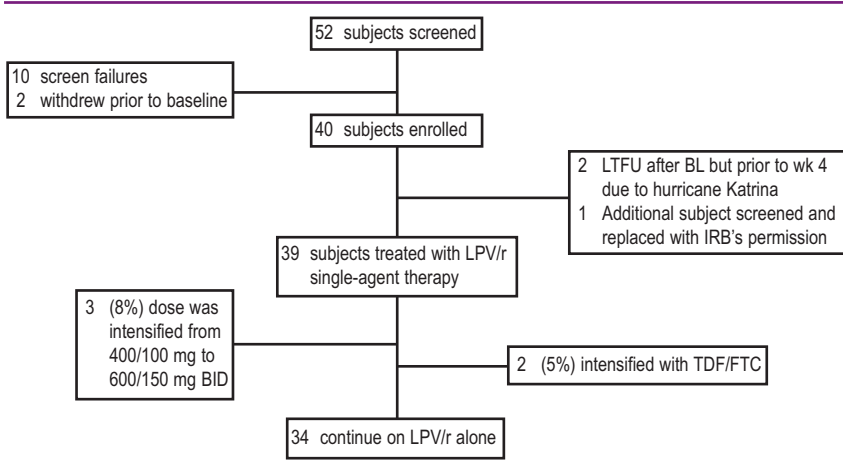 52 subjects screened
10 screen failures
2 withdrew prior to baseline
40 subjects enrolled
2 LTFU after BL but prior to wk 4
due to hurricane Katrina
1 Additional subject screened and
replaced with IRB's permission
39 subjects treated with LPV/r
single-agent therapy
3 (8%) dose was
intensified from
400/100 mg to
600/150 mg BID
2 (5%) intensified with TDF/FTC
34 continue on LPV/r alone